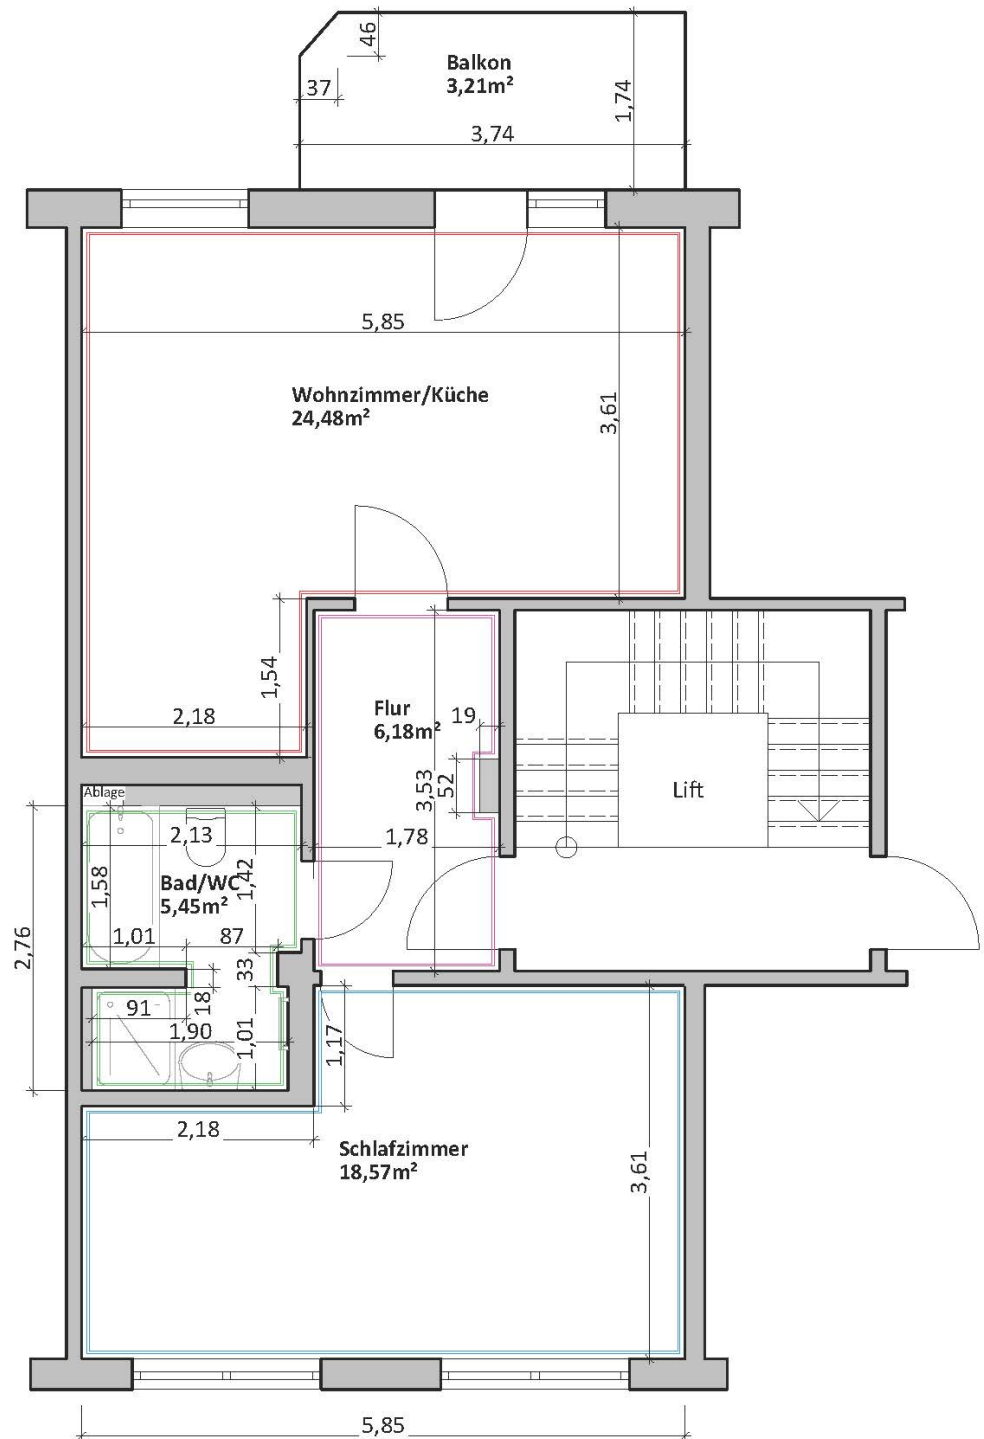 46
Balkon
3,21m²
37
1,74
3,74
5,85
Wohnzimmer/Küche
24,48m²
3,61
1,54
2,18
Flur
6,18m²
19
3,53
52
Lift
1,78
Ablage
2,13
1,58
1,42
Bad/WC
5,45m²
1,01
87
2,76
33
18
91
1,90
1,01
1,17
2,18
Schlafzimmer
18,57m²
3,61
5,85